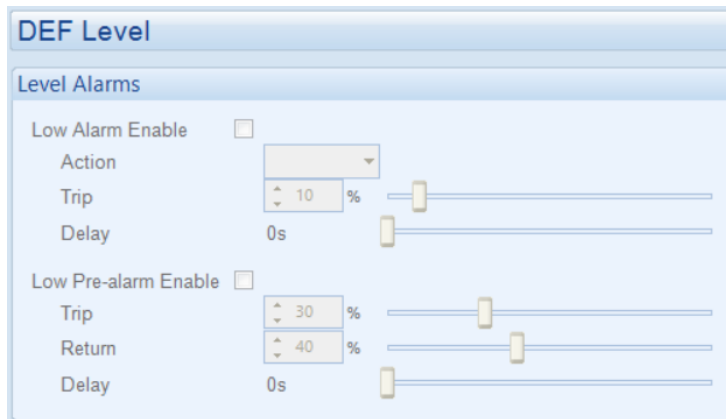 DEF Level
Level Alarms
Low Alarm Enable
Action
Trip 10 %
Delay 0s
Low Pre-alarm Enable
Trip 30 %
Return 40 %
Delay 0s